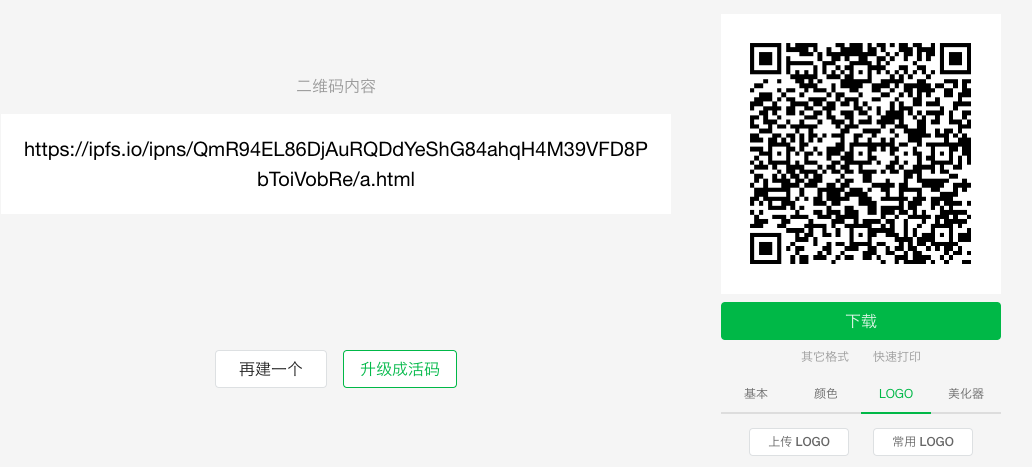 二维码内容
https://ipfs.io/ipns/QmR94EL86DjAuRQDdYeShG84ahqH4M39VFD8P
bToiVobRe/a.html
再建一个
升级成活码
下载
其它格式 快速打印
基本 颜色 LOGO 美化器
上传 LOGO 常用 LOGO